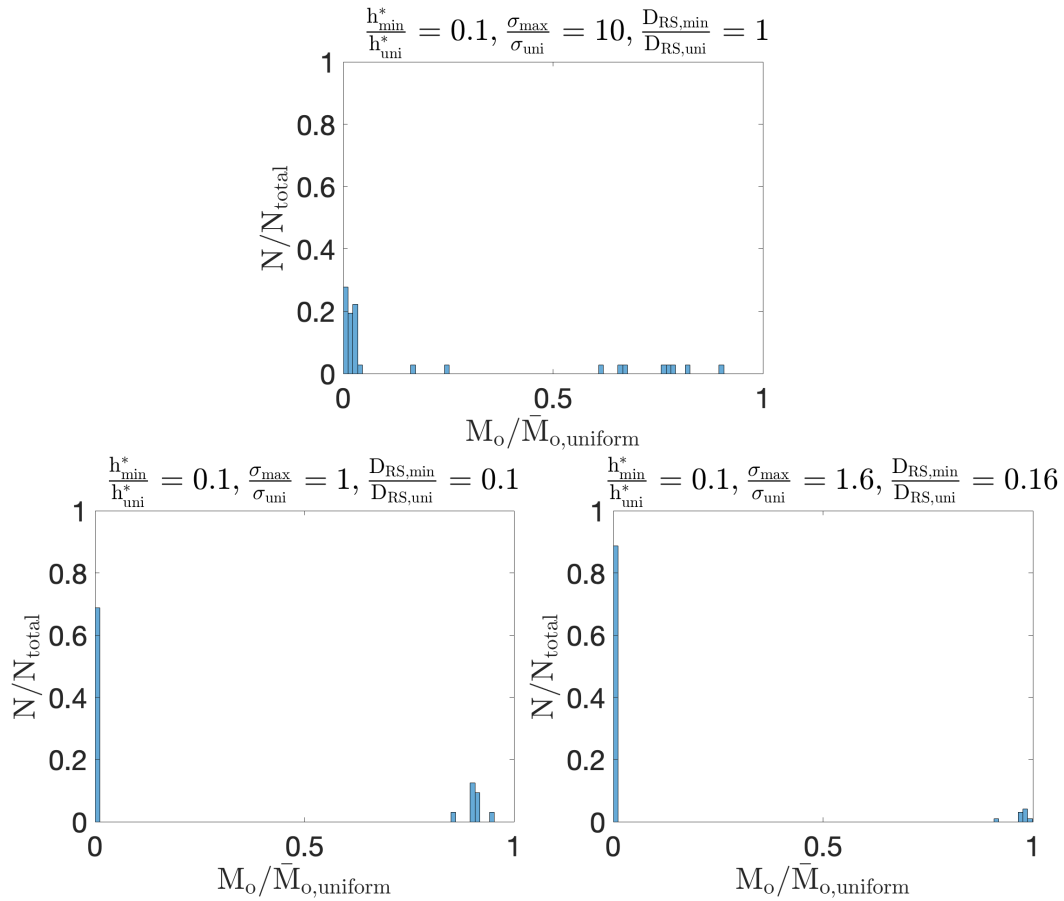 h*min/h*uni = 0.1, σmax/σuni = 10, DRS,min/DRS,uni = 1
1
0.8
0.6
0.4
0.2
0
N/Ntotal
0 0.5 1
Mo/M̄o,uniform
h*min/h*uni = 0.1, σmax/σuni = 1, DRS,min/DRS,uni = 0.1
1
0.8
0.6
0.4
0.2
0
N/Ntotal
0 0.5 1
Mo/M̄o,uniform
h*min/h*uni = 0.1, σmax/σuni = 1.6, DRS,min/DRS,uni = 0.16
1
0.8
0.6
0.4
0.2
0
N/Ntotal
0 0.5 1
Mo/M̄o,uniform